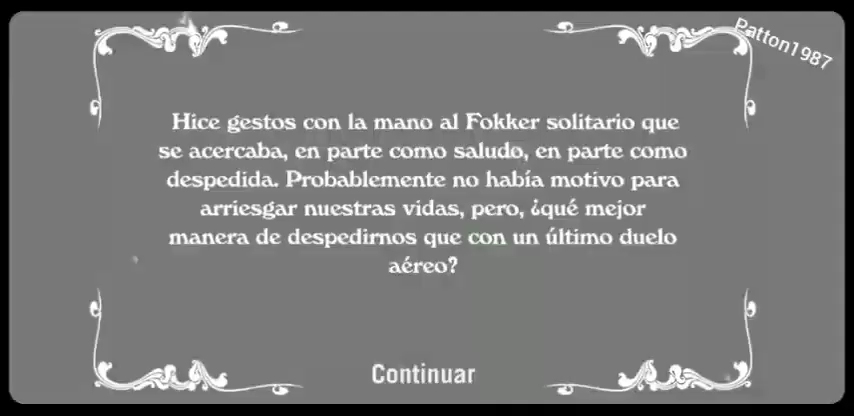 Patton1987
Hice gestos con la mano al Fokker solitario que
se acercaba, en parte como saludo, en parte como
despedida. Probablemente no había motivo para
arriesgar nuestras vidas, pero, ¿qué mejor
manera de despedirnos que con un último duelo
aéreo?
Continuar